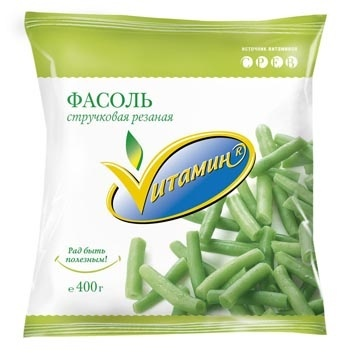 ИСТОЧНИК ВИТАМИНОВ
C P E R
ФАСОЛЬ
стручковая резаная
Vитамин R
Рад быть
полезным!
e 400 г